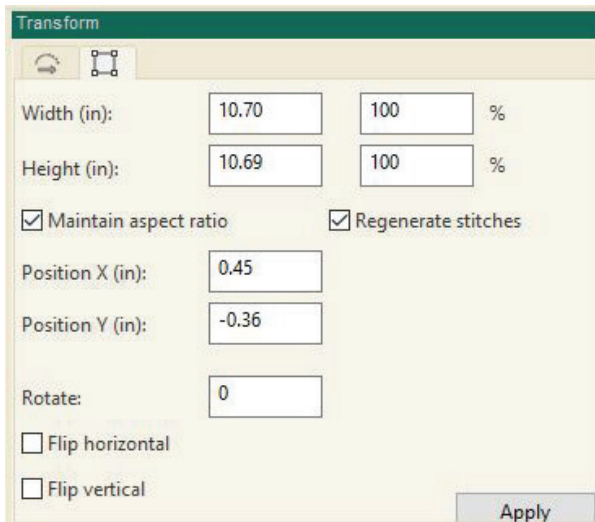 Transform
Width (in): 10.70 100 %
Height (in): 10.69 100 %
Maintain aspect ratio Regenerate stitches
Position X (in): 0.45
Position Y (in): -0.36
Rotate: 0
Flip horizontal
Flip vertical
Apply